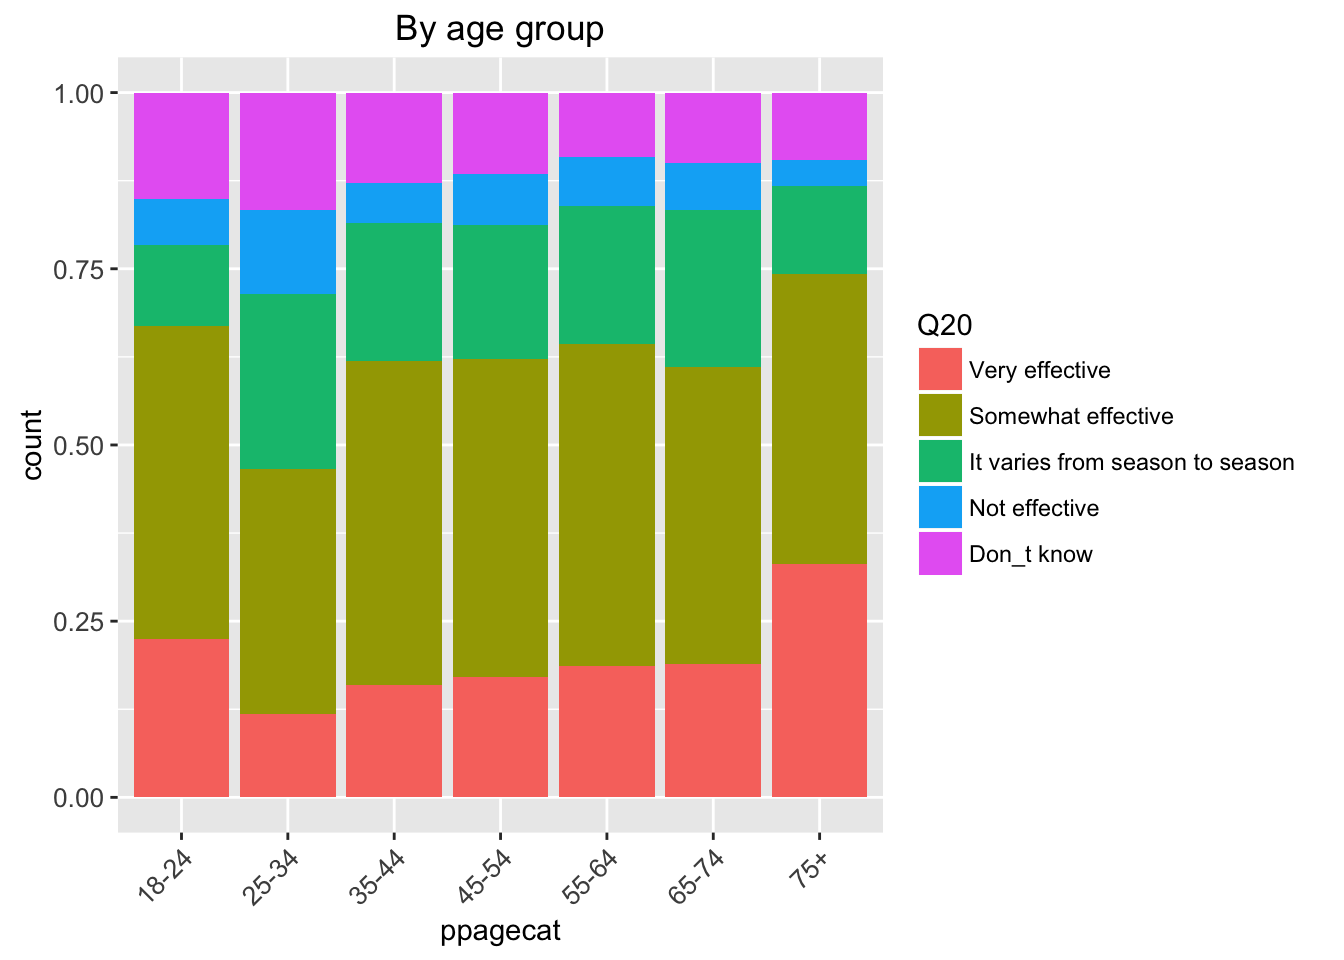 By age group
1.00
0.75
0.50
0.25
0.00
count
18-24
25-34
35-44
45-54
55-64
65-74
75+
ppagecat
Q20
Very effective
Somewhat effective
It varies from season to season
Not effective
Don_t know